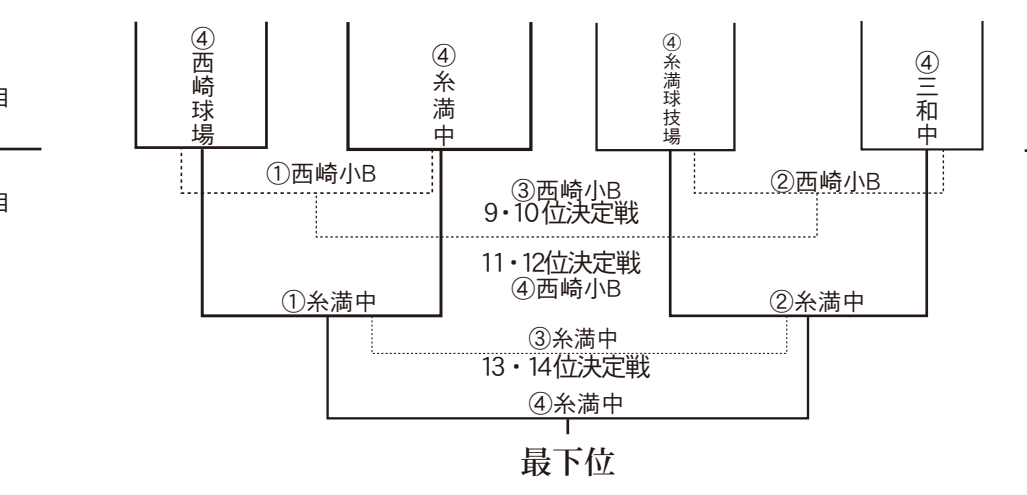 ④西崎球場
④糸満中
④糸満球技場
④三和中
①西崎小B
②西崎小B
③西崎小B
9・10位決定戦
11・12位決定戦
④西崎小B
①糸満中
②糸満中
③糸満中
13・14位決定戦
④糸満中
最下位